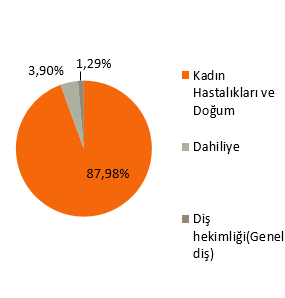 3,90%
1,29%
87,98%
Kadın
Hastalıkları ve
Doğum
Dahiliye
Diş
hekimliği(Genel
diş)